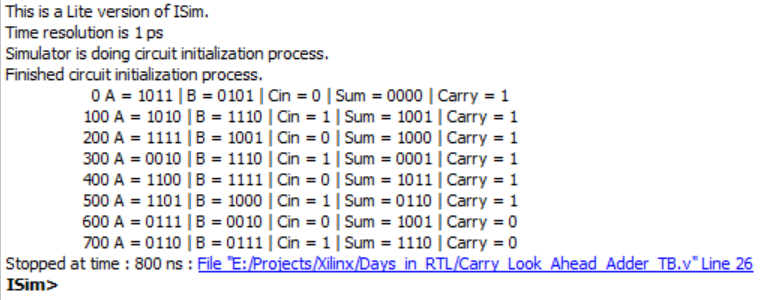 This is a Lite version of ISim.
Time resolution is 1 ps
Simulator is doing circuit initialization process.
Finished circuit initialization process.
0 A = 1011 | B = 0101 | Cin = 0 | Sum = 0000 | Carry = 1
100 A = 1010 | B = 1110 | Cin = 1 | Sum = 1001 | Carry = 1
200 A = 1111 | B = 1001 | Cin = 0 | Sum = 1000 | Carry = 1
300 A = 0010 | B = 1110 | Cin = 1 | Sum = 0001 | Carry = 1
400 A = 1100 | B = 1111 | Cin = 0 | Sum = 1011 | Carry = 1
500 A = 1101 | B = 1000 | Cin = 1 | Sum = 0110 | Carry = 1
600 A = 0111 | B = 0010 | Cin = 0 | Sum = 1001 | Carry = 0
700 A = 0110 | B = 0111 | Cin = 1 | Sum = 1110 | Carry = 0
Stopped at time : 800 ns : File "E:/Projects/Xilinx/Days_in_RTL/Carry_Look_Ahead_Adder_TB.v" Line 26
ISim>